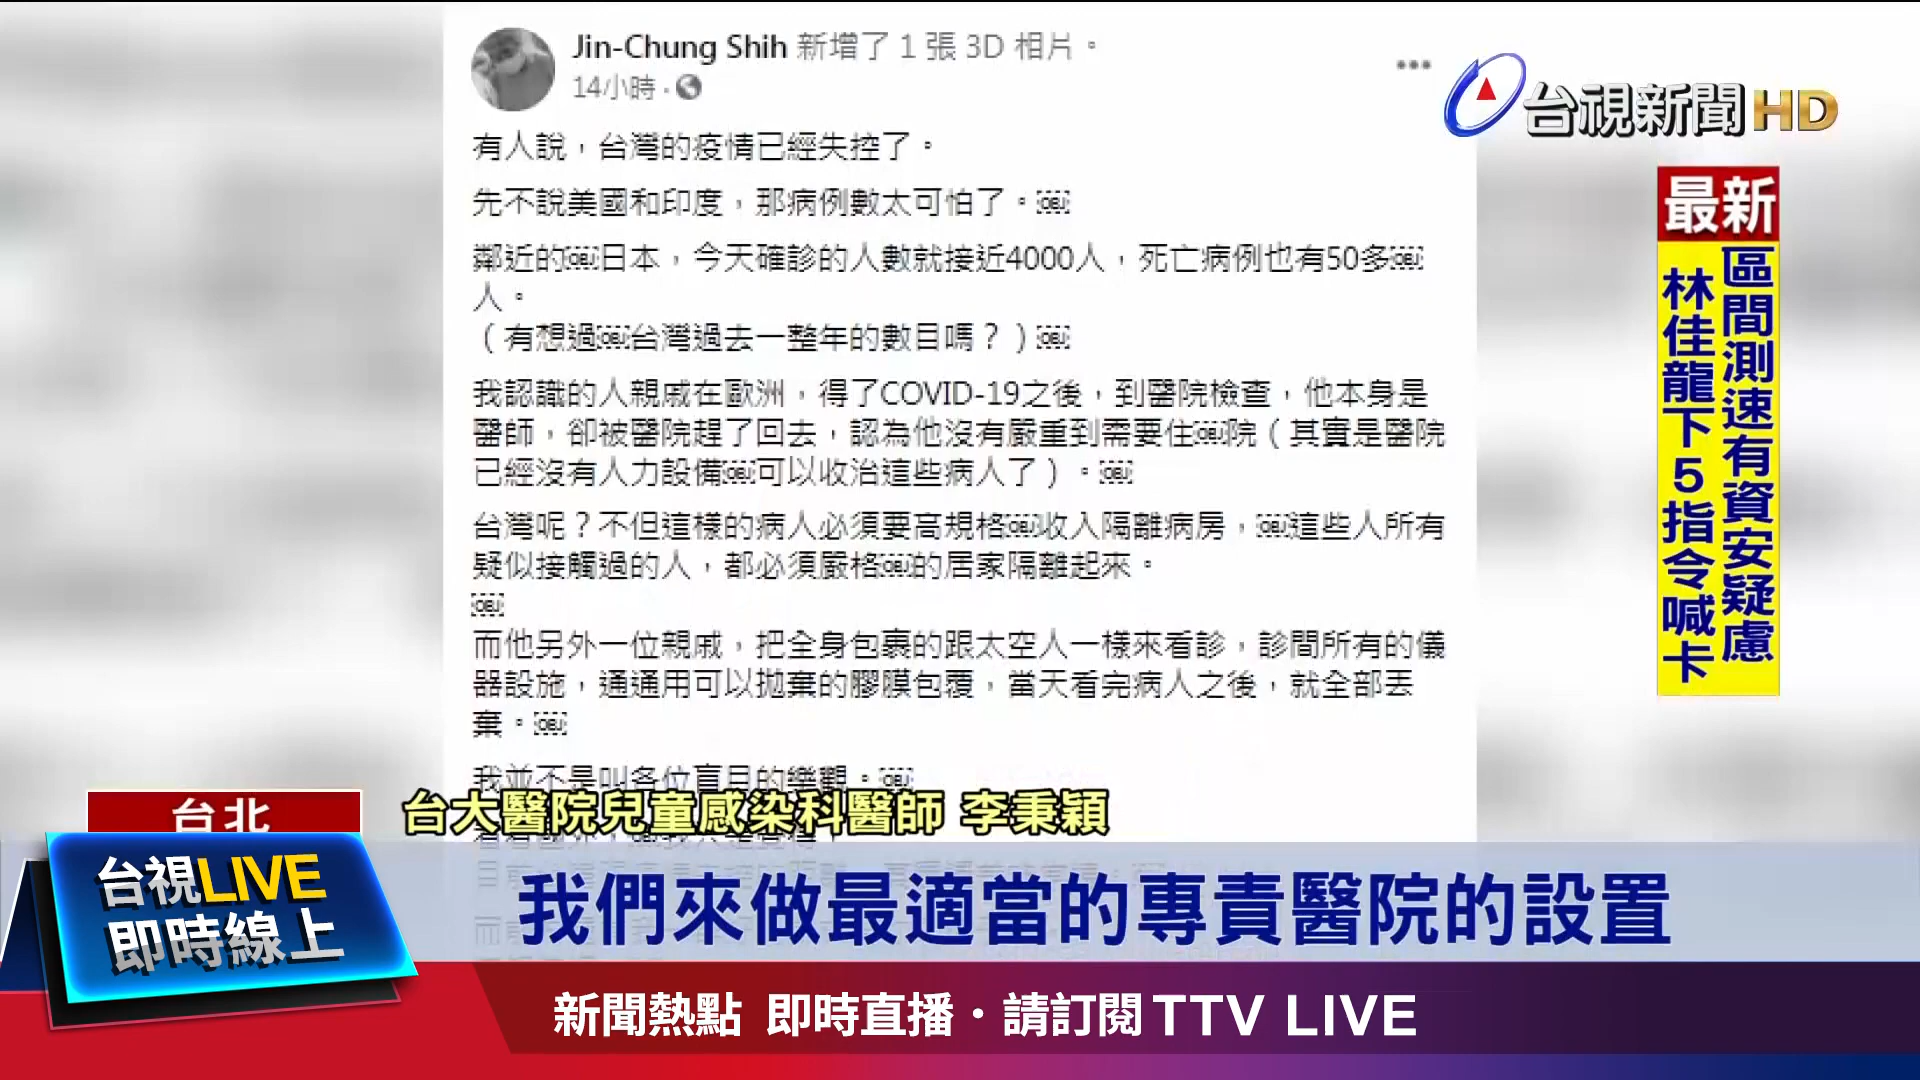 Jin-Chung Shih 新增了 1 張 3D 相片。
14小時 ·
有人說，台灣的疫情已經失控了。
先不說美國和印度，那病例數太可怕了。￼
鄰近的￼日本，今天確診的人數就接近4000人，死亡病例也有50多￼
人。
（有想過￼台灣過去一整年的數目嗎？）￼
我認識的人親戚在歐洲，得了COVID-19之後，到醫院檢查，他本身是
醫師，卻被醫院趕了回去，認為他沒有嚴重到需要住￼院（其實是醫院
已經沒有人力設備￼可以收治這些病人了）。￼
台灣呢？不但這樣的病人必須要高規格￼收入隔離病房，￼這些人所有
疑似接觸過的人，都必須嚴格￼的居家隔離起來。
￼
而他另外一位親戚，把全身包裹的跟太空人一樣來看診，診間所有的儀
器設施，通通用可以拋棄的膠膜包覆，當天看完病人之後，就全部丟
棄。￼
我並不是叫各位盲目的樂觀。￼
台視新聞HD
最新
區間測速有資安疑慮
林佳龍下5指令喊卡
台北
台大醫院兒童感染科醫師 李秉穎
台視LIVE
即時線上
我們來做最適當的專責醫院的設置
新聞熱點 即時直播·請訂閱TTV LIVE